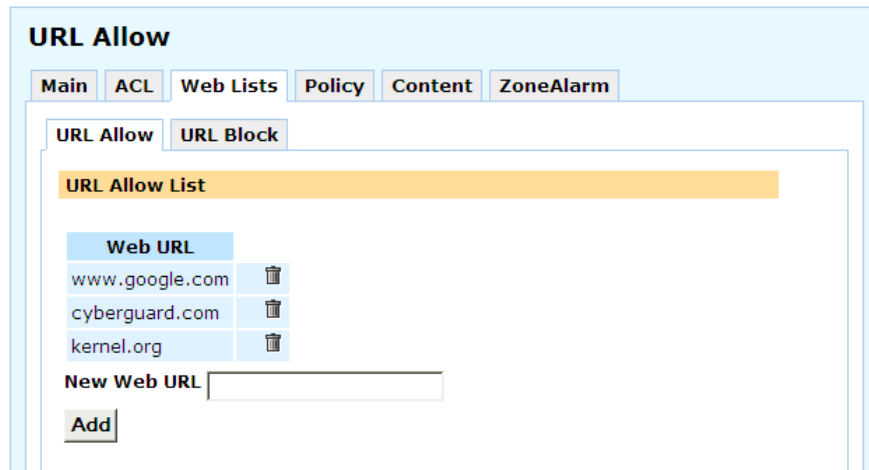 URL Allow
Main ACL Web Lists Policy Content ZoneAlarm
URL Allow URL Block
URL Allow List
Web URL
www.google.com
cyberguard.com
kernel.org
New Web URL
Add